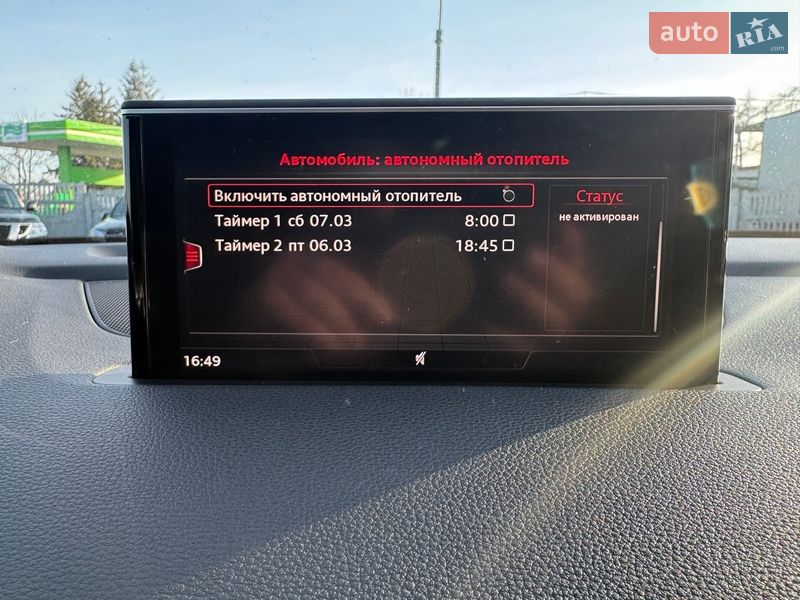 auto RIA .com
Автомобиль: автономный отопитель
Включить автономный отопитель
Таймер 1 сб 07.03 8:00
Таймер 2 пт 06.03 18:45
Статус
не активирован
16:49